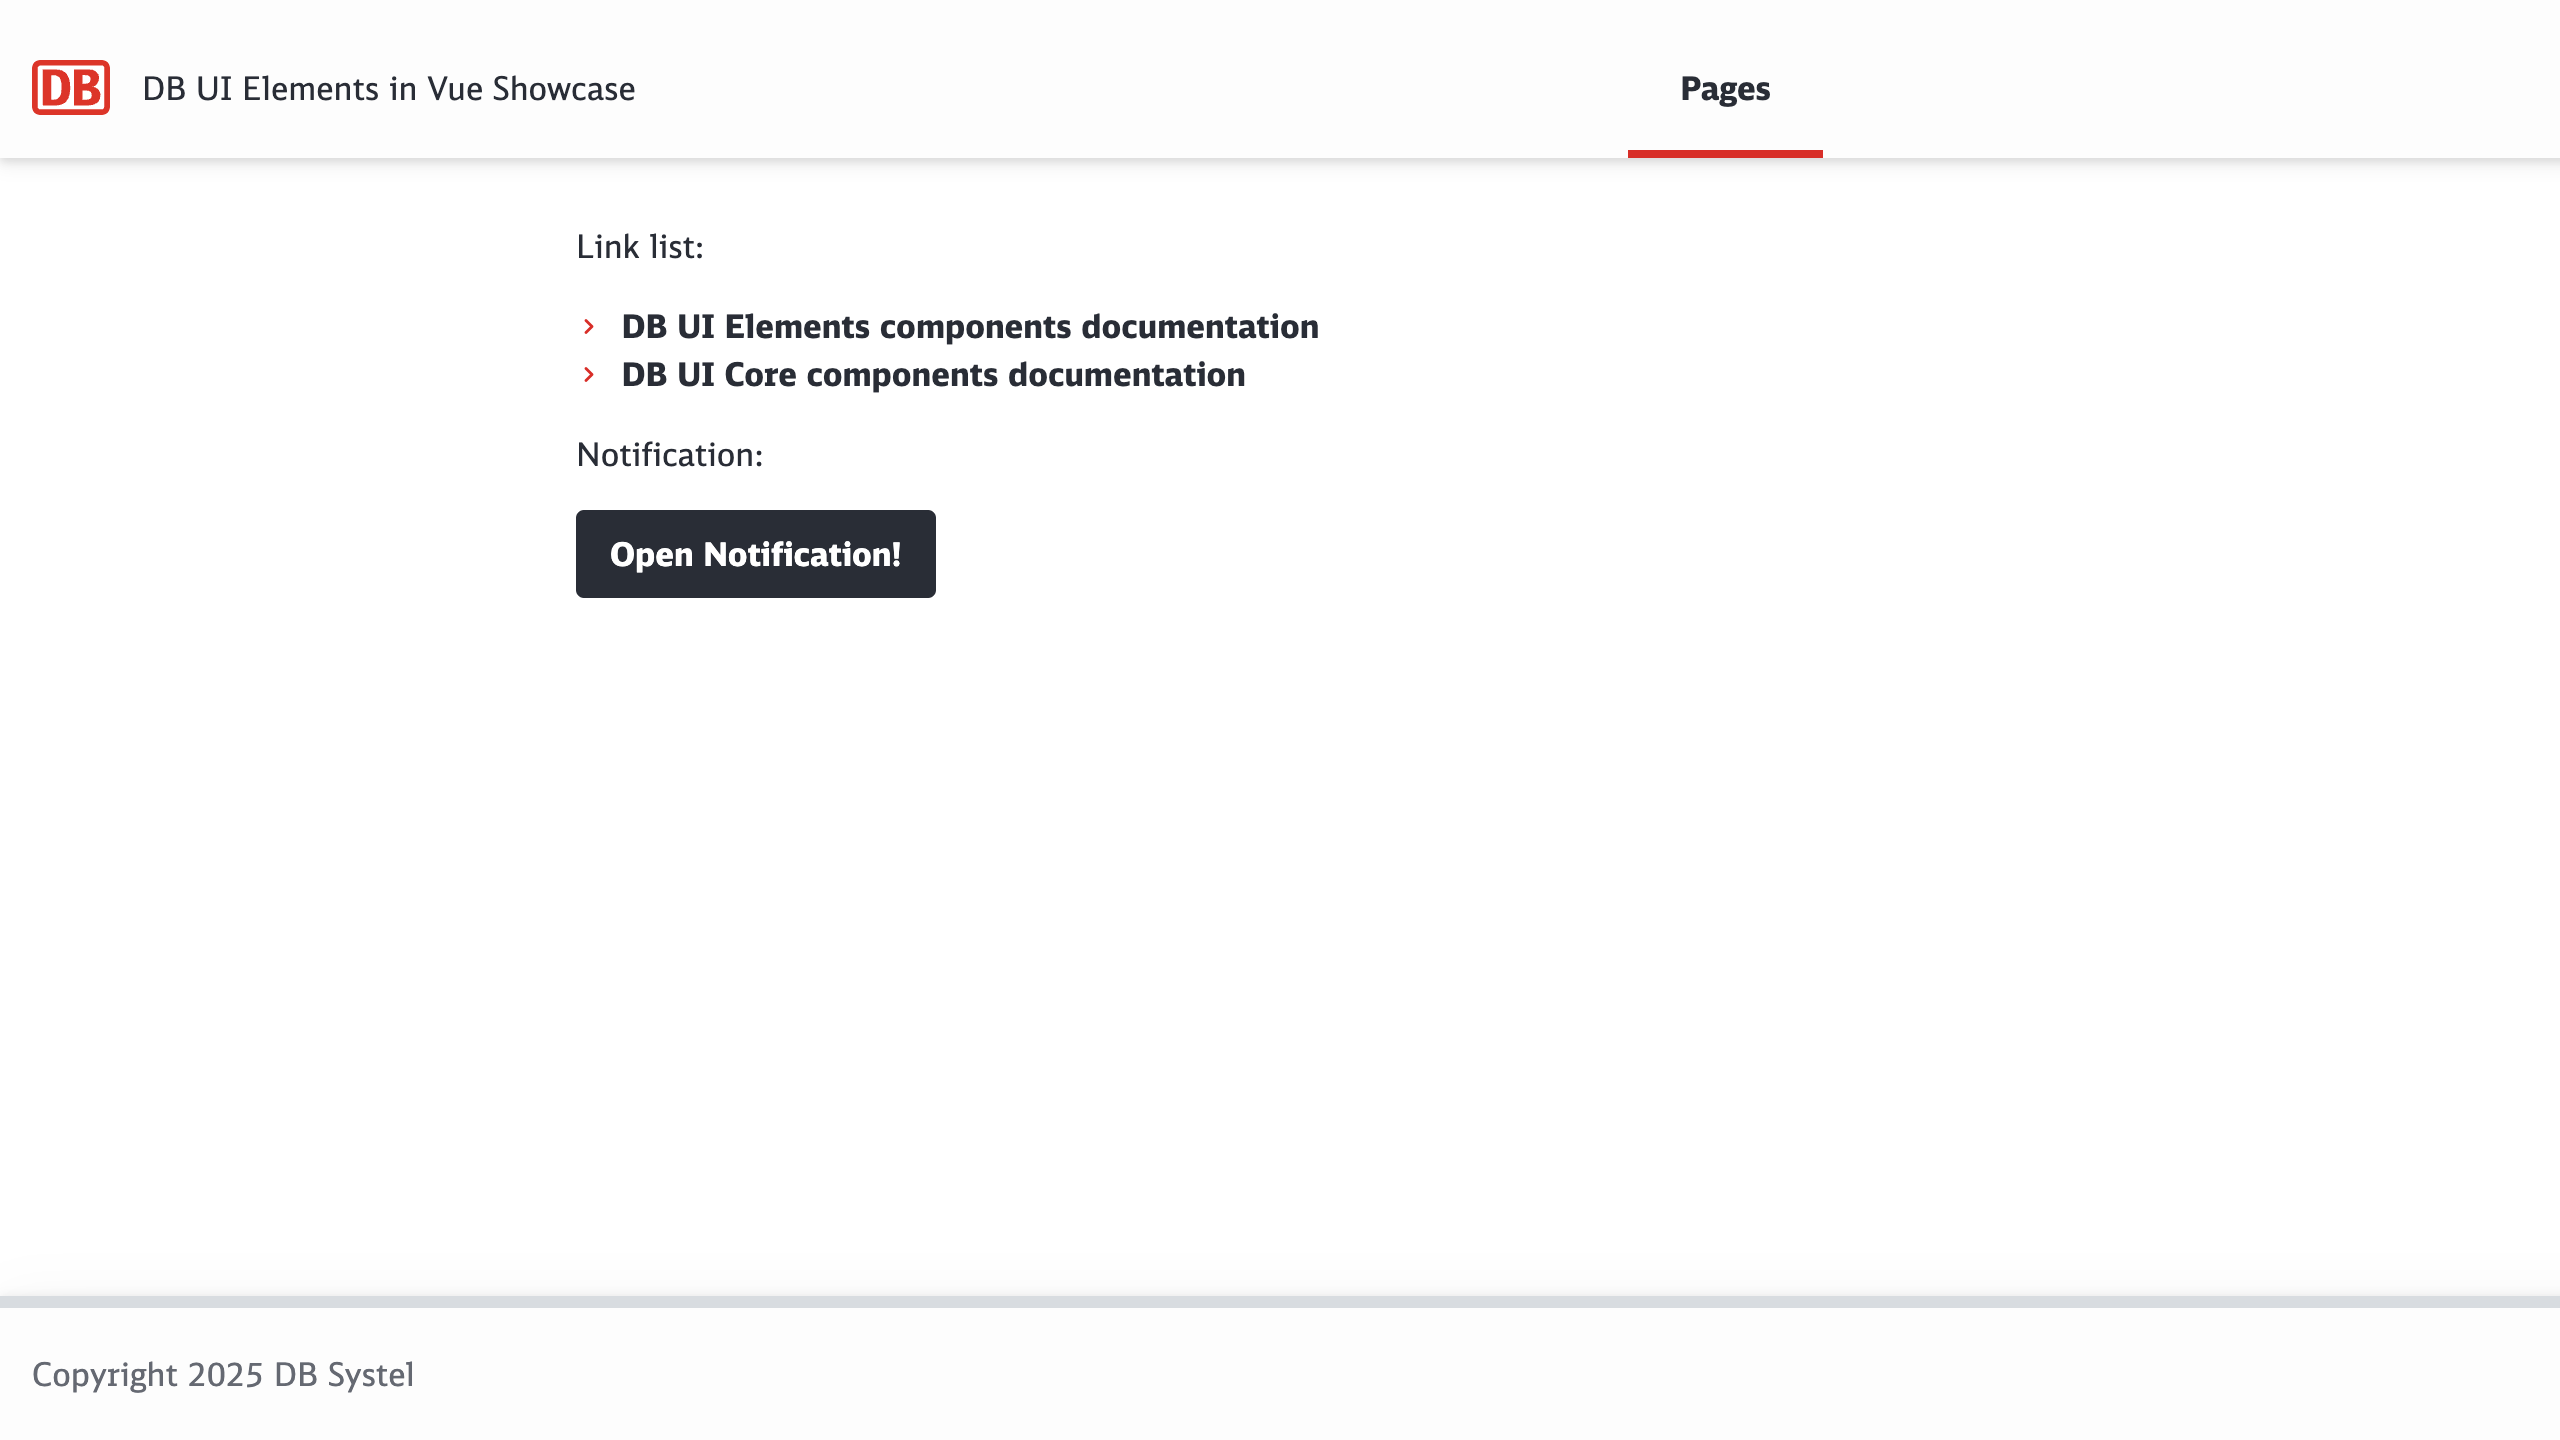 DB DB UI Elements in Vue Showcase Pages
Link list:
DB UI Elements components documentation
DB UI Core components documentation
Notification:
Open Notification!
Copyright 2025 DB Systel